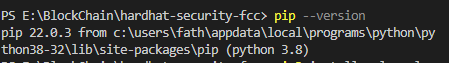 PS E:\BlockChain\hardhat-security-fcc> pip --version
pip 22.0.3 from c:\users\fath\appdata\local\programs\python\py
thon38-32\lib\site-packages\pip (python 3.8)